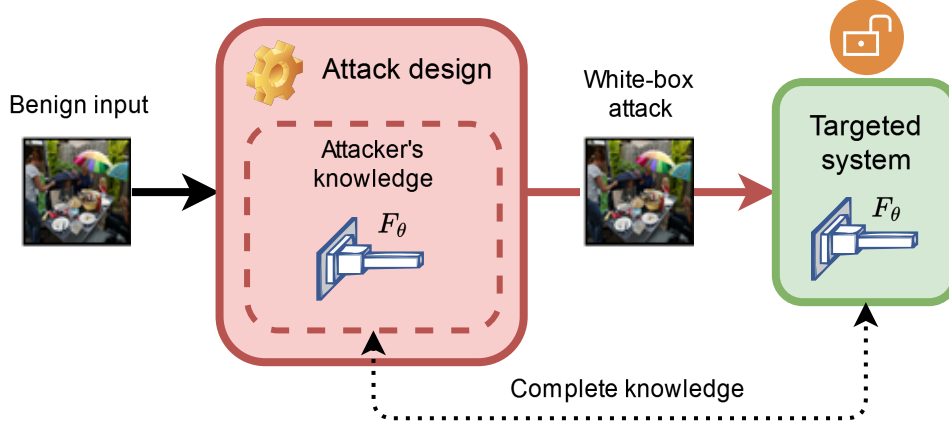 Benign input
Attack design
Attacker's
knowledge
F_θ
White-box
attack
Targeted
system
F_θ
Complete knowledge